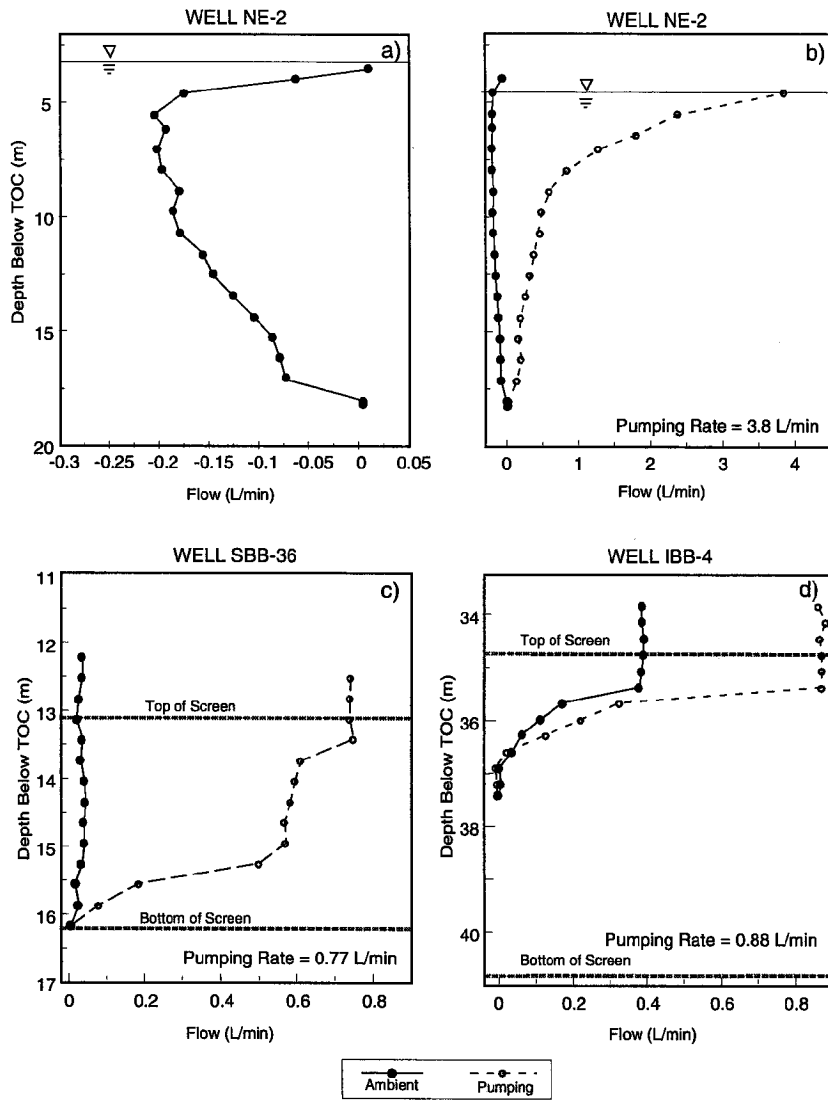 WELL NE-2
a)
5
10
15
20
Depth Below TOC (m)
-0.3 -0.25 -0.2 -0.15 -0.1 -0.05 0 0.05
Flow (L/min)
WELL NE-2
b)
Depth Below TOC (m)
Pumping Rate = 3.8 L/min
0 1 2 3 4
Flow (L/min)
WELL SBB-36
c)
11
12
Top of Screen
13
14
15
Bottom of Screen
16
Pumping Rate = 0.77 L/min
17
Depth Below TOC (m)
0 0.2 0.4 0.6 0.8
Flow (L/min)
WELL IBB-4
d)
34
Top of Screen
36
38
40
Pumping Rate = 0.88 L/min
Bottom of Screen
Depth Below TOC (m)
0 0.2 0.4 0.6 0.8
Flow (L/min)
Ambient Pumping